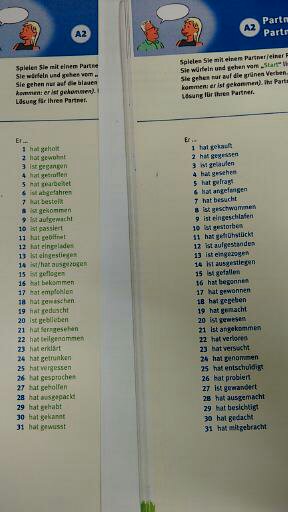 A2
Spielen Sie mit einem Partne
Sie würfeln und gehen vom „
Sie gehen nur auf die blauen
kommen: er ist gekommen).
Lösung für Ihren Partner.
Er ...
1 hat geholt
2 hat gewohnt
3 ist gegangen
4 hat getroffen
5 hat gearbeitet
6 ist abgefahren
7 hat bestellt
8 ist gekommen
9 ist aufgewacht
10 ist passiert
11 hat geöffnet
12 hat eingeladen
13 ist eingestiegen
14 ist/hat ausgezogen
15 ist geflogen
16 hat bekommen
17 hat empfohlen
18 hat gewaschen
19 hat geduscht
20 ist geblieben
21 hat ferngesehen
22 hat teilgenommen
23 hat erklärt
24 hat getrunken
25 hat vergessen
26 hat gesprochen
27 hat geholfen
28 hat ausgepackt
29 hat gehabt
30 hat gekannt
31 hat gewusst
A2
Partn
Partn
Spielen Sie mit einem Partner/einer P
Sie würfeln und gehen vom „Start“
Sie gehen nur auf die grünen Verben.
kommen: er ist gekommen). Ihr Part
Lösung für Ihren Partner.
Er ...
1 hat gekauft
2 hat gegessen
3 ist gelaufen
4 hat gesehen
5 hat gefragt
6 hat angefangen
7 hat besucht
8 ist geschwommen
9 ist eingeschlafen
10 ist gestorben
11 hat gefrühstückt
12 ist aufgestanden
13 ist eingezogen
14 ist ausgestiegen
15 ist gefallen
16 hat begonnen
17 hat gewonnen
18 hat gegeben
19 hat gemacht
20 ist gewesen
21 ist angekommen
22 hat verloren
23 hat versucht
24 hat genommen
25 hat entschuldigt
26 hat probiert
27 ist gewandert
28 hat ausgemacht
29 hat besichtigt
30 hat gedacht
31 hat mitgebracht